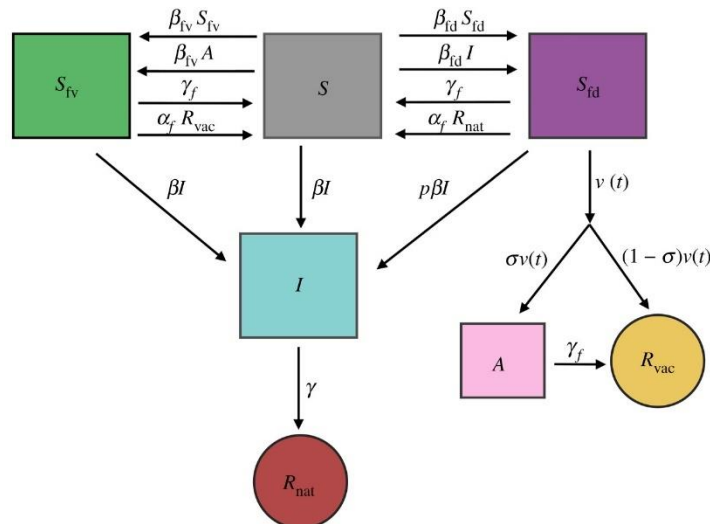 β_fv S_fv
β_fv A
γ_f
α_f R_vac
β_fd S_fd
β_fd I
γ_f
α_f R_nat
S_fv
S
S_fd
βI
βI
pβI
v (t)
σv(t)
(1 − σ)v(t)
I
A
γ_f
R_vac
γ
R_nat